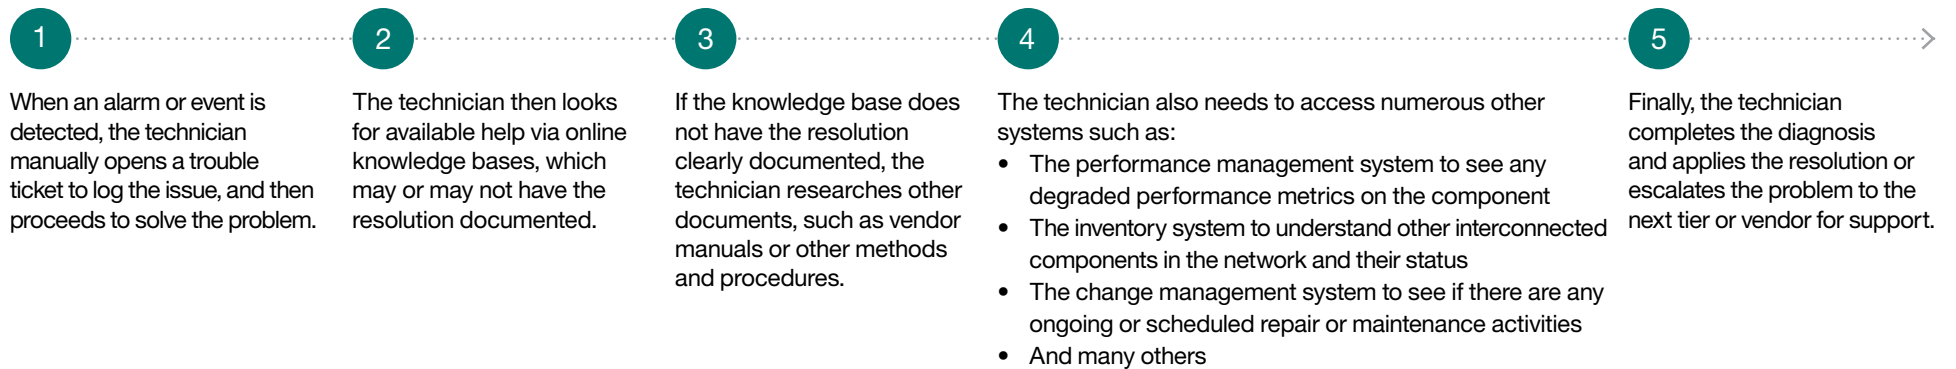 1
When an alarm or event is
detected, the technician
manually opens a trouble
ticket to log the issue, and then
proceeds to solve the problem.
2
The technician then looks
for available help via online
knowledge bases, which
may or may not have the
resolution documented.
3
If the knowledge base does
not have the resolution
clearly documented, the
technician researches other
documents, such as vendor
manuals or other methods
and procedures.
4
The technician also needs to access numerous other
systems such as:
• The performance management system to see any
degraded performance metrics on the component
• The inventory system to understand other interconnected
components in the network and their status
• The change management system to see if there are any
ongoing or scheduled repair or maintenance activities
• And many others
5
Finally, the technician
completes the diagnosis
and applies the resolution or
escalates the problem to the
next tier or vendor for support.